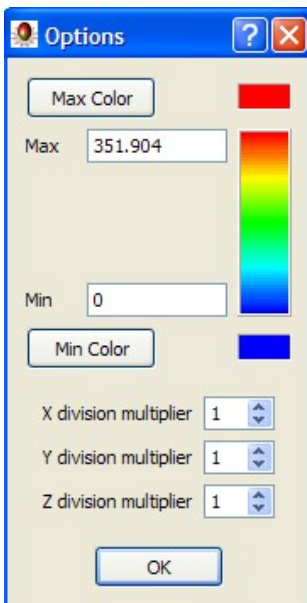 Options
Max Color
Max 351.904
Min 0
Min Color
X division multiplier 1
Y division multiplier 1
Z division multiplier 1
OK